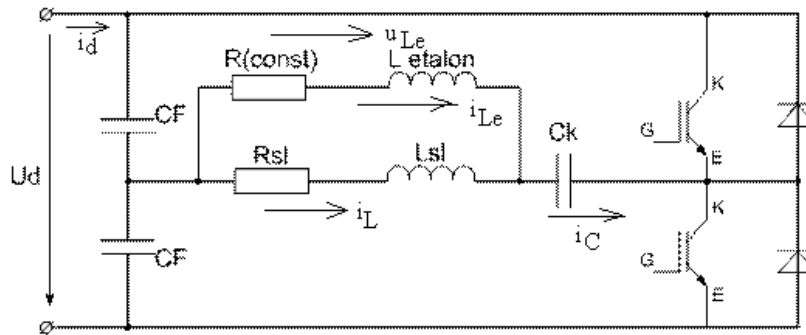 i_d
u_Le
R(const)
L etalon
K
CF
i_Le
G
Ck
E
Ud
Rsl
Lsl
K
i_L
i_C
CF
G
E